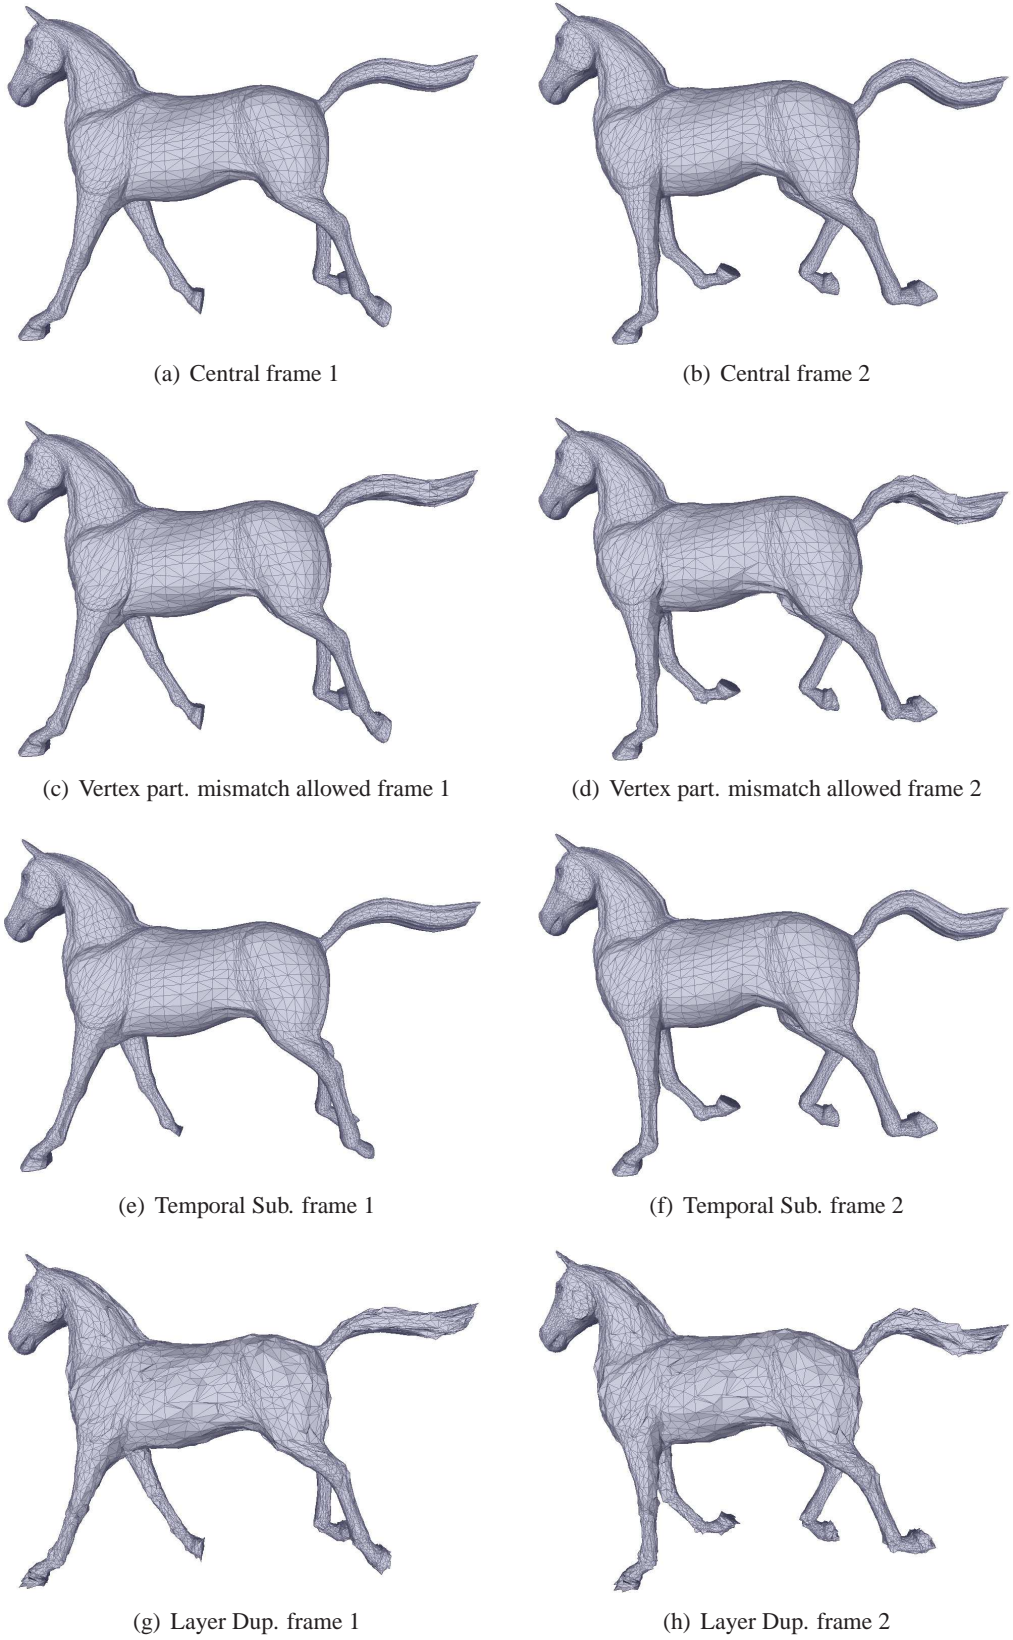 (a) Central frame 1
(b) Central frame 2
(c) Vertex part. mismatch allowed frame 1
(d) Vertex part. mismatch allowed frame 2
(e) Temporal Sub. frame 1
(f) Temporal Sub. frame 2
(g) Layer Dup. frame 1
(h) Layer Dup. frame 2